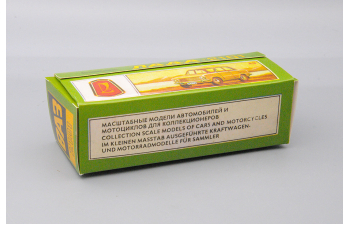 МАСШТАБНЫЕ МОДЕЛИ АВТОМОБИЛЕЙ И
МОТОЦИКЛОВ ДЛЯ КОЛЛЕКЦИОНЕРОВ
COLLECTION SCALE MODELS OF CARS AND MOTORCYCLES
IM KLEINEN MASSTAB AUSGEFÜHRTE KRAFTWAGEN-
UND MOTORRADMODELLE FÜR SAMMLER